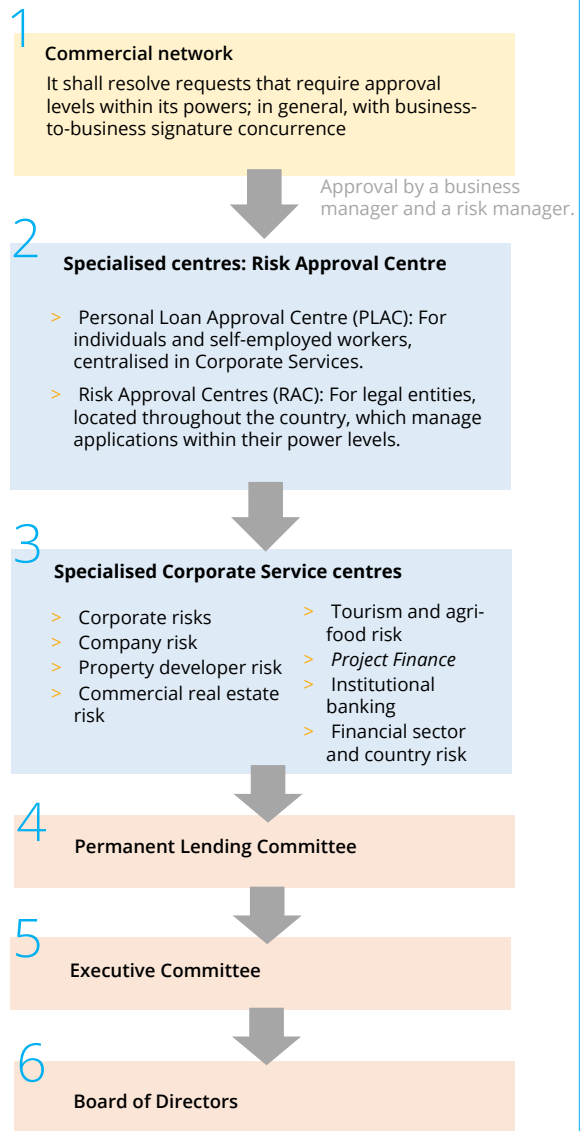 1
Commercial network
It shall resolve requests that require approval
levels within its powers; in general, with business-
to-business signature concurrence
Approval by a business
manager and a risk manager.
2
Specialised centres: Risk Approval Centre
> Personal Loan Approval Centre (PLAC): For
individuals and self-employed workers,
centralised in Corporate Services.
> Risk Approval Centres (RAC): For legal entities,
located throughout the country, which manage
applications within their power levels.
3
Specialised Corporate Service centres
> Corporate risks
> Company risk
> Property developer risk
> Commercial real estate
risk
> Tourism and agri-
food risk
> Project Finance
> Institutional
banking
> Financial sector
and country risk
4
Permanent Lending Committee
5
Executive Committee
6
Board of Directors